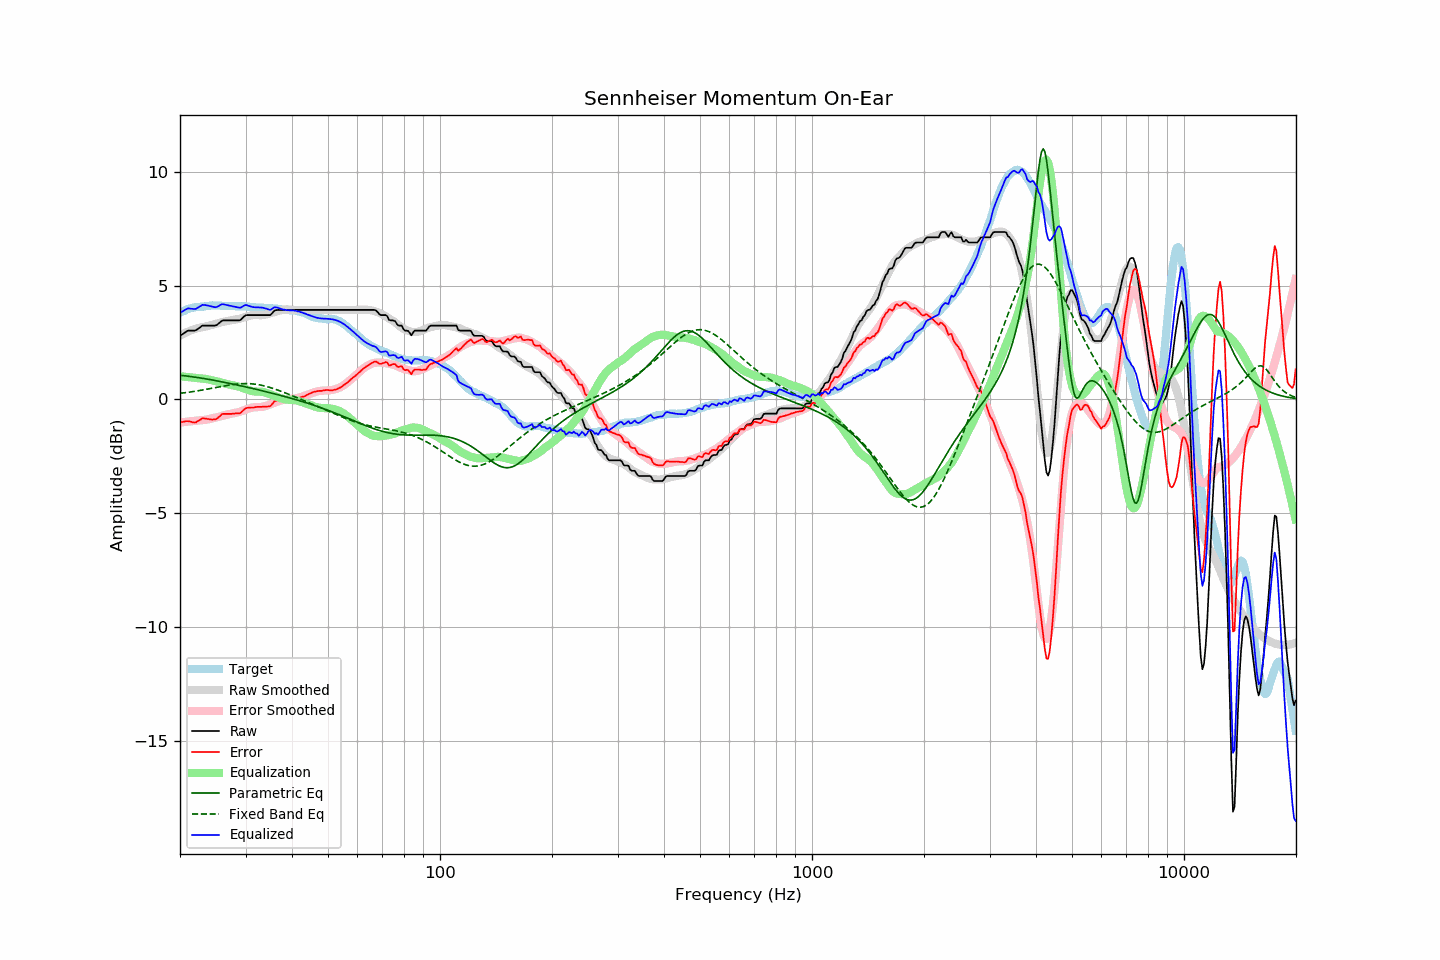 Sennheiser Momentum On-Ear
10
5
0
−5
−10
−15
Amplitude (dBr)
Target
Raw Smoothed
Error Smoothed
Raw
Error
Equalization
Parametric Eq
Fixed Band Eq
Equalized
100
1000
10000
Frequency (Hz)